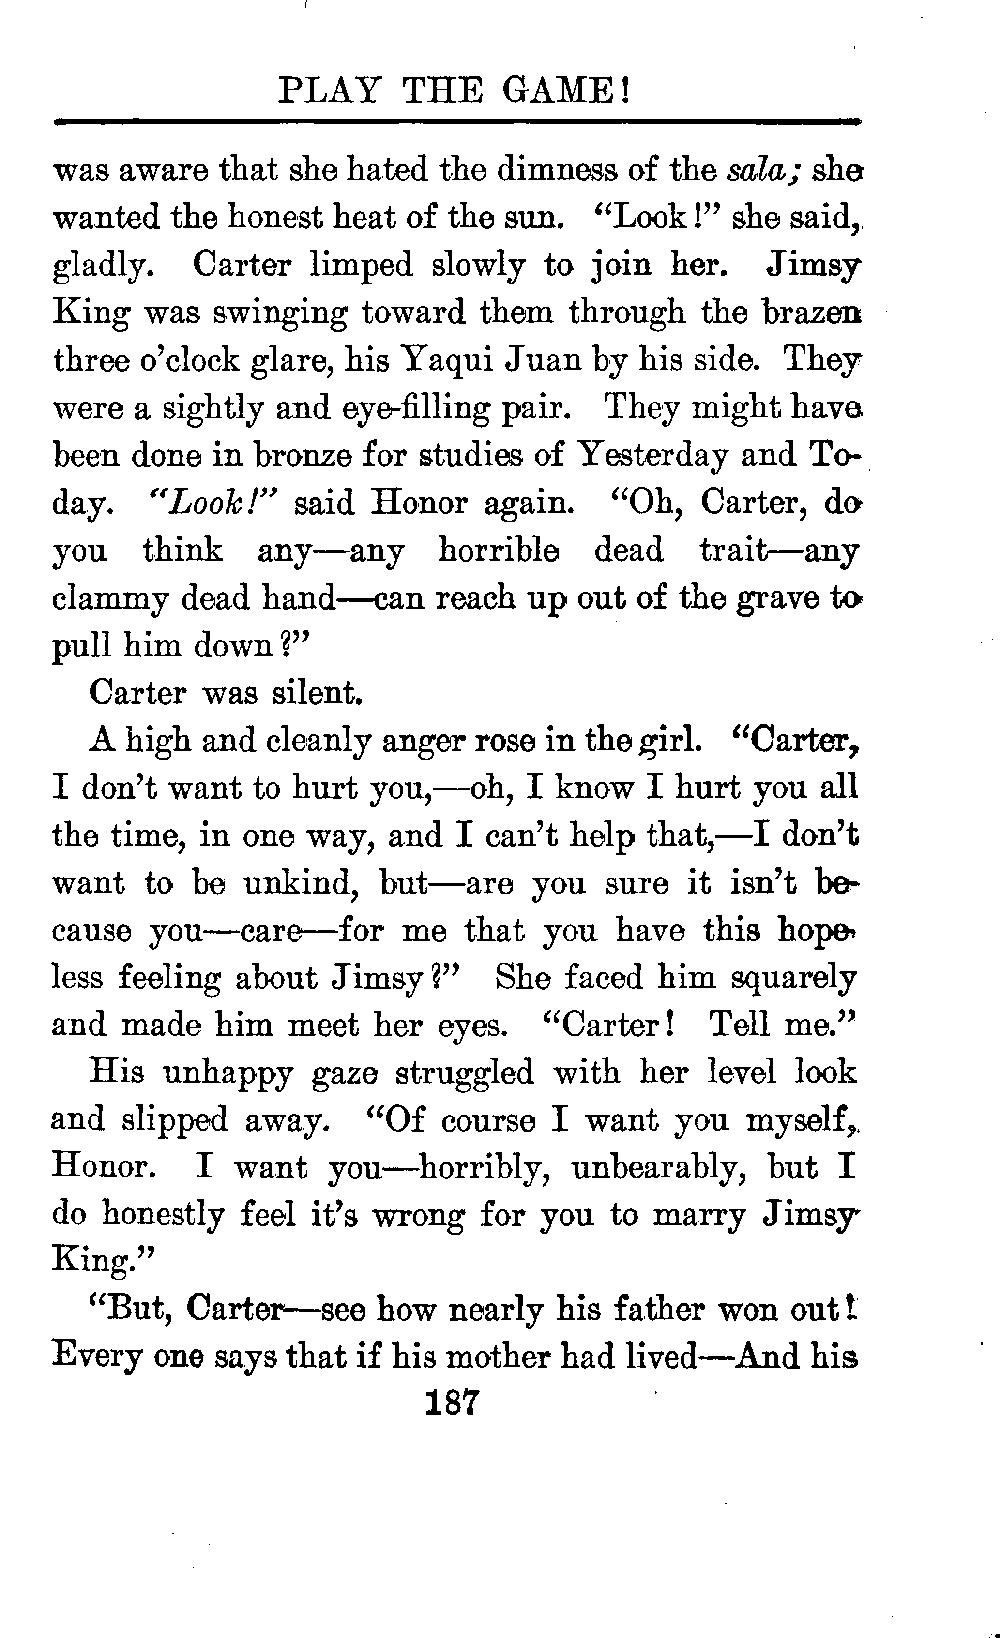 PLAY THE GAME!
was aware that she hated the dimness of the sala; she
wanted the honest heat of the sun. “Look!” she said,
gladly. Carter limped slowly to join her. Jimsy
King was swinging toward them through the brazen
three o’clock glare, his Yaqui Juan by his side. They
were a sightly and eye-filling pair. They might have
been done in bronze for studies of Yesterday and To-
day. “Look!” said Honor again. “Oh, Carter, do
you think any—any horrible dead trait—any
clammy dead hand—can reach up out of the grave to
pull him down?”
Carter was silent.
A high and cleanly anger rose in the girl. “Carter,
I don’t want to hurt you,—oh, I know I hurt you all
the time, in one way, and I can’t help that,—I don’t
want to be unkind, but—are you sure it isn’t be-
cause you—care—for me that you have this hope-
less feeling about Jimsy?” She faced him squarely
and made him meet her eyes. “Carter! Tell me.”
His unhappy gaze struggled with her level look
and slipped away. “Of course I want you myself,
Honor. I want you—horribly, unbearably, but I
do honestly feel it’s wrong for you to marry Jimsy
King.”
“But, Carter—see how nearly his father won out!
Every one says that if his mother had lived—And his
187